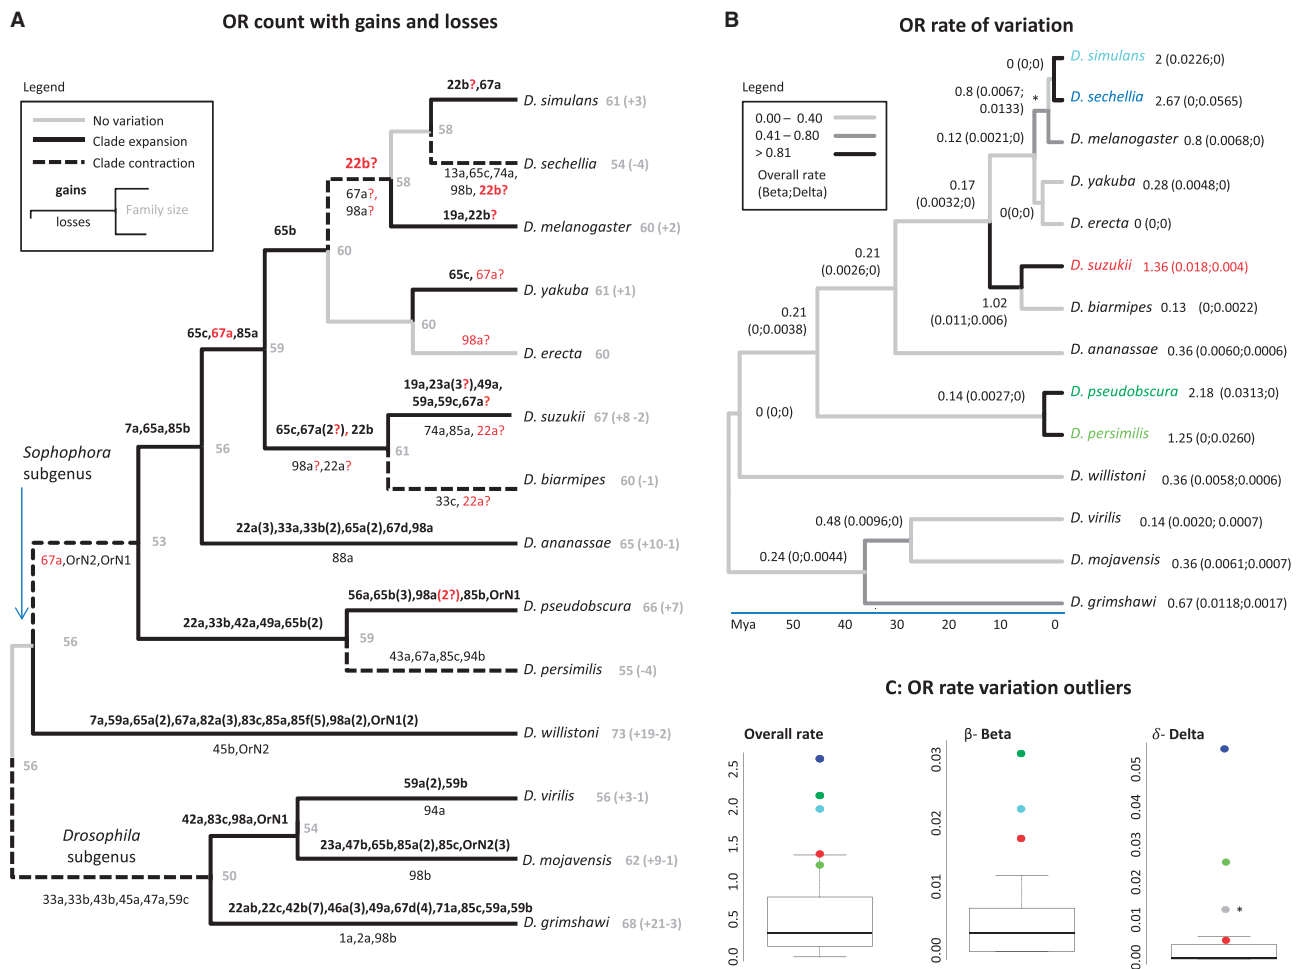 A
OR count with gains and losses
Legend
No variation
Clade expansion
Clade contraction
gains
losses
Family size
22b?,67a
D. simulans 61 (+3)
58
D. sechellia 54 (-4)
13a,65c,74a,
98b, 22b?
22b?
67a?,
98a?
58
19a,22b?
D. melanogaster 60 (+2)
65b
60
65c, 67a?
D. yakuba 61 (+1)
60
98a?
D. erecta 60
65c,67a,85a
59
19a,23a(3?),49a,
59a,59c,67a?
D. suzukii 67 (+8 -2)
74a,85a, 22a?
65c,67a(2?), 22b
61
98a?,22a?
D. biarmipes 60 (-1)
33c, 22a?
7a,65a,85b
56
Sophophora
subgenus
22a(3),33a,33b(2),65a(2),67d,98a
D. ananassae 65 (+10-1)
88a
53
67a,OrN2,OrN1
56a,65b(3),98a(2?),85b,OrN1
D. pseudobscura 66 (+7)
22a,33b,42a,49a,65b(2)
59
43a,67a,85c,94b
D. persimilis 55 (-4)
56
7a,59a,65a(2),67a,82a(3),83c,85a,85f(5),98a(2),OrN1(2)
D. willistoni 73 (+19-2)
45b,OrN2
56
59a(2),59b
D. virilis 56 (+3-1)
94a
42a,83c,98a,OrN1
54
Drosophila
subgenus
23a,47b,65b,85a(2),85c,OrN2(3)
D. mojavensis 62 (+9-1)
98b
50
33a,33b,43b,45a,47a,59c
22ab,22c,42b(7),46a(3),49a,67d(4),71a,85c,59a,59b
D. grimshawi 68 (+21-3)
1a,2a,98b
B
OR rate of variation
Legend
0.00 – 0.40
0.41 – 0.80
> 0.81
Overall rate
(Beta;Delta)
0 (0;0)
D. simulans 2 (0.0226;0)
0.8 (0.0067;
0.0133)
*
D. sechellia 2.67 (0;0.0565)
0.12 (0.0021;0)
D. melanogaster 0.8 (0.0068;0)
0.17
(0.0032;0)
D. yakuba 0.28 (0.0048;0)
0(0;0)
D. erecta 0 (0;0)
0.21
(0.0026;0)
D. suzukii 1.36 (0.018;0.004)
1.02
(0.011;0.006)
D. biarmipes 0.13 (0;0.0022)
0.21
(0;0.0038)
D. ananassae 0.36 (0.0060;0.0006)
0.14 (0.0027;0)
D. pseudobscura 2.18 (0.0313;0)
0 (0;0)
D. persimilis 1.25 (0;0.0260)
D. willistoni 0.36 (0.0058;0.0006)
0.48 (0.0096;0)
D. virilis 0.14 (0.0020; 0.0007)
0.24 (0;0.0044)
D. mojavensis 0.36 (0.0061;0.0007)
D. grimshawi 0.67 (0.0118;0.0017)
Mya 50 40 30 20 10 0
C: OR rate variation outliers
Overall rate
2.5
2.0
1.5
1.0
0.5
0.0
β- Beta
0.03
0.02
0.01
0.00
δ- Delta
0.05
0.04
0.03
0.02
0.01
0.00
*